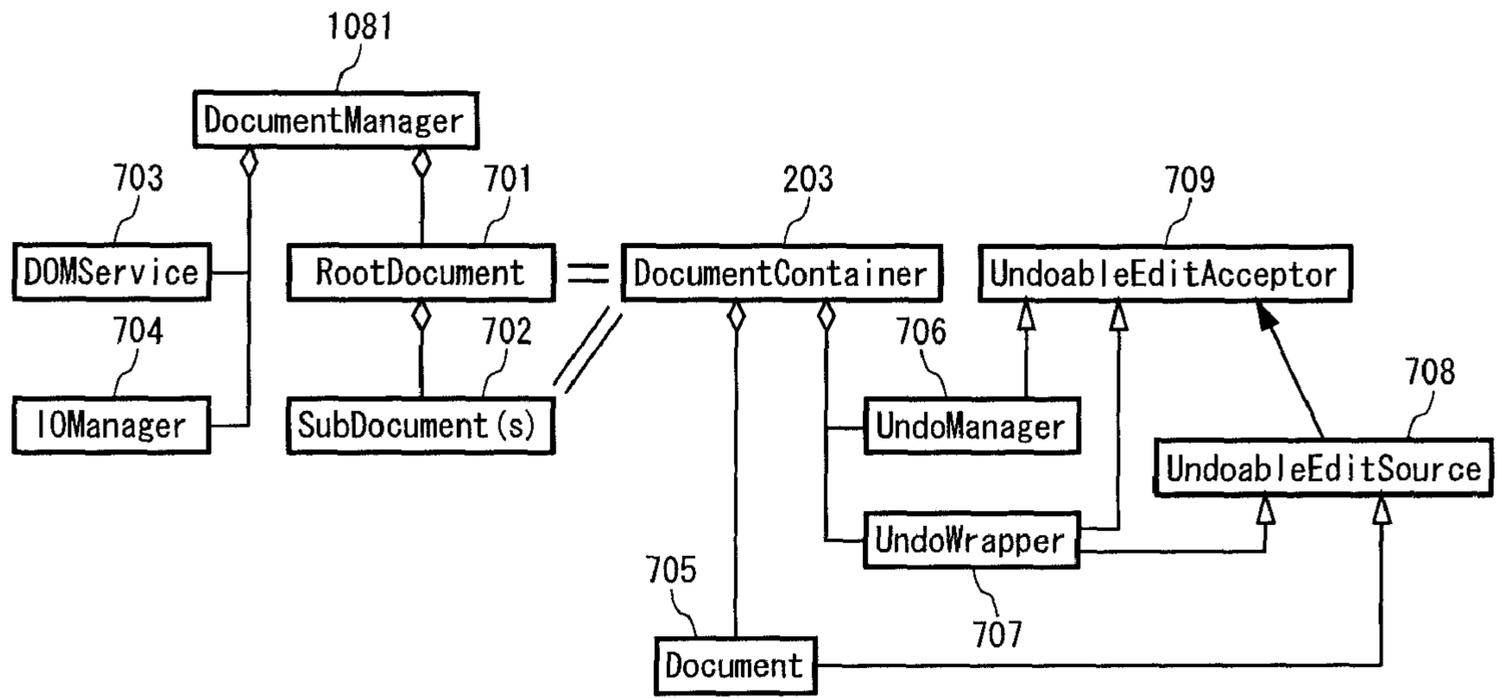 1081
DocumentManager
703
701
203
709
DOMService
RootDocument
DocumentContainer
UndoableEditAcceptor
704
702
706
708
IOManager
SubDocument(s)
UndoManager
UndoableEditSource
UndoWrapper
705
707
Document